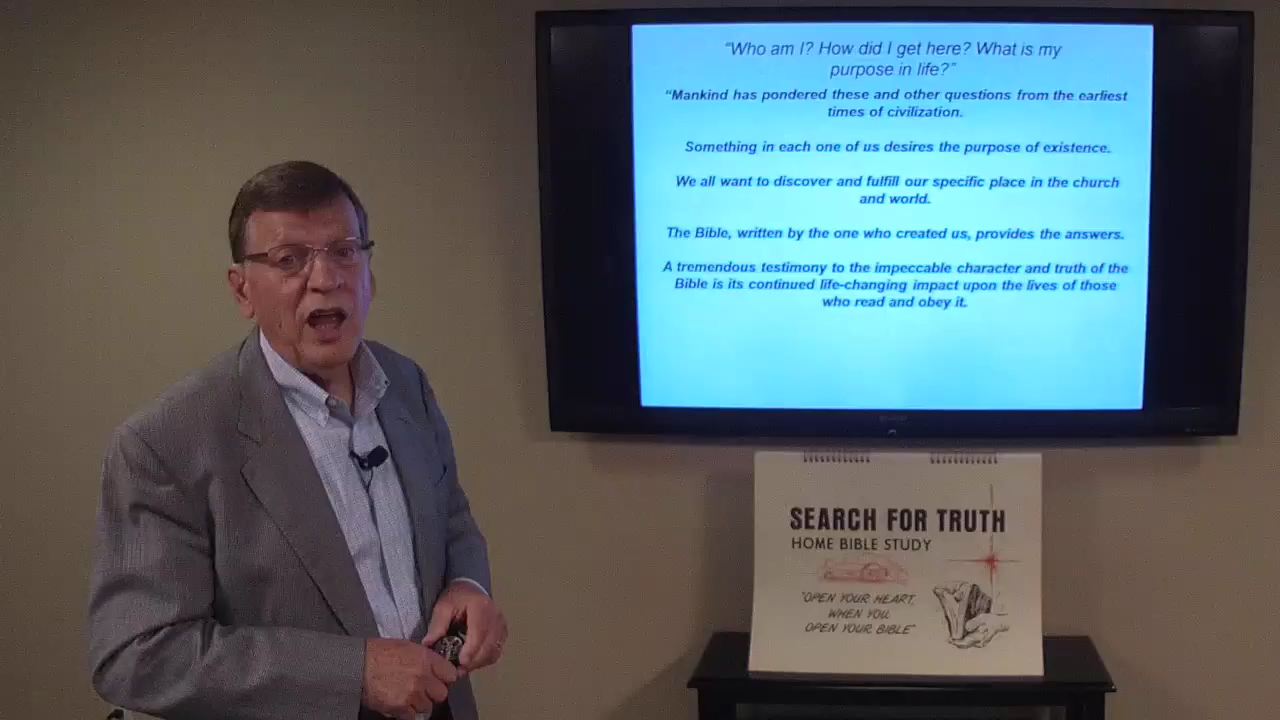 “Who am I? How did I get here? What is my
purpose in life?”
“Mankind has pondered these and other questions from the earliest
times of civilization.
Something in each one of us desires the purpose of existence.
We all want to discover and fulfill our specific place in the church
and world.
The Bible, written by the one who created us, provides the answers.
A tremendous testimony to the impeccable character and truth of the
Bible is its continued life-changing impact upon the lives of those
who read and obey it.
SEARCH FOR TRUTH
HOME BIBLE STUDY
"OPEN YOUR HEART,
WHEN YOU
OPEN YOUR BIBLE"